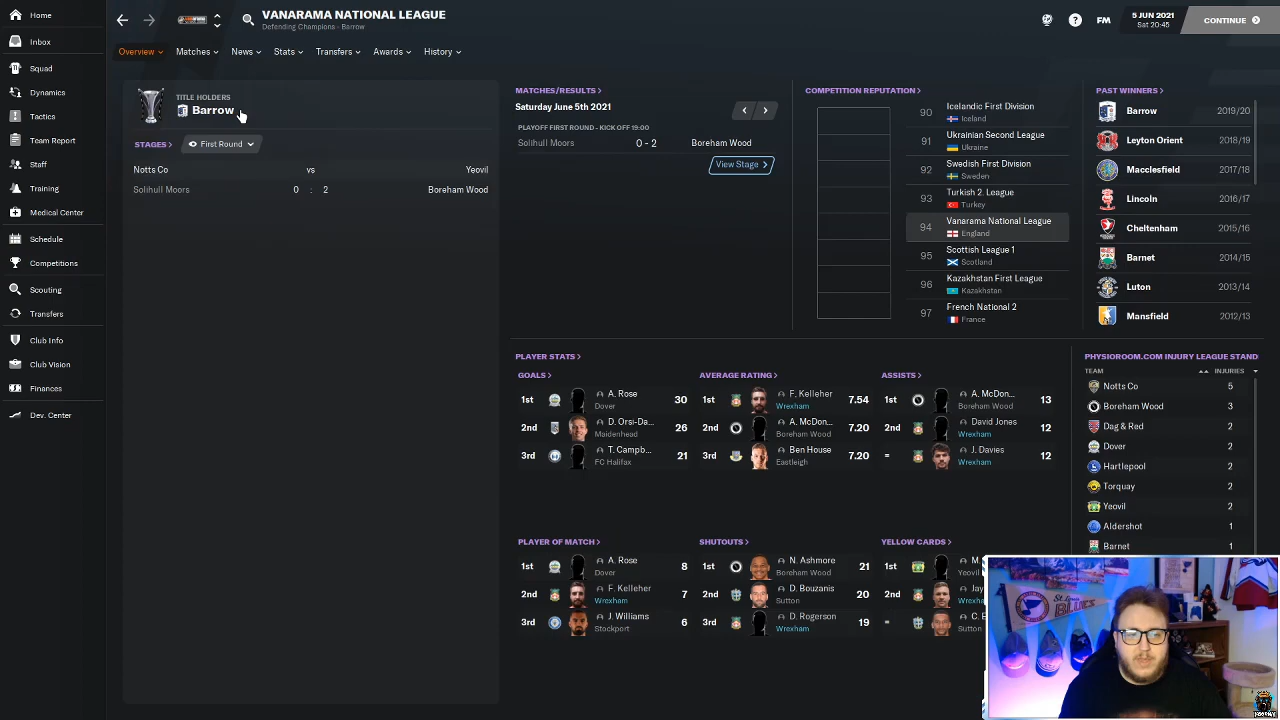 Home
Inbox
Squad
Dynamics
Tactics
Team Report
Staff
Training
Medical Center
Schedule
Competitions
Scouting
Transfers
Club Info
Club Vision
Finances
Dev. Center
VANARAMA NATIONAL LEAGUE
Defending Champions - Barrow
FM
5 JUN 2021
Sat 20:45
CONTINUE
Overview
Matches
News
Stats
Transfers
Awards
History
TITLE HOLDERS
Barrow
STAGES
First Round
Notts Co vs Yeovil
Solihull Moors 0 : 2 Boreham Wood
MATCHES/RESULTS
Saturday June 5th 2021
PLAYOFF FIRST ROUND - KICK OFF 19:00
Solihull Moors 0 - 2 Boreham Wood
View Stage
COMPETITION REPUTATION
90 Icelandic First Division
Iceland
91 Ukrainian Second League
Ukraine
92 Swedish First Division
Sweden
93 Turkish 2. League
Turkey
94 Vanarama National League
England
95 Scottish League 1
Scotland
96 Kazakhstan First League
Kazakhstan
97 French National 2
France
PAST WINNERS
Barrow 2019/20
Leyton Orient 2018/19
Macclesfield 2017/18
Lincoln 2016/17
Cheltenham 2015/16
Barnet 2014/15
Luton 2013/14
Mansfield 2012/13
PLAYER STATS
GOALS
1st A. Rose 30
Dover
2nd D. Orsi-Da... 26
Maidenhead
3rd T. Campb... 21
FC Halifax
AVERAGE RATING
1st F. Kelleher 7.54
Wrexham
2nd A. McDon... 7.20
Boreham Wood
3rd Ben House 7.20
Eastleigh
ASSISTS
1st A. McDon... 13
Boreham Wood
2nd David Jones 12
Wrexham
= J. Davies 12
Wrexham
PLAYER OF MATCH
1st A. Rose 8
Dover
2nd F. Kelleher 7
Wrexham
3rd J. Williams 6
Stockport
SHUTOUTS
1st N. Ashmore 21
Boreham Wood
2nd D. Bouzanis 20
Sutton
3rd D. Rogerson 19
Wrexham
YELLOW CARDS
1st M.
Yeovil
2nd Jay
Wrexha
= C. E
Sutton
PHYSIOROOM.COM INJURY LEAGUE STAND
TEAM INJURIES
Notts Co 5
Boreham Wood 3
Dag & Red 2
Dover 2
Hartlepool 2
Torquay 2
Yeovil 2
Aldershot 1
Barnet 1
St. Louis
BLUES